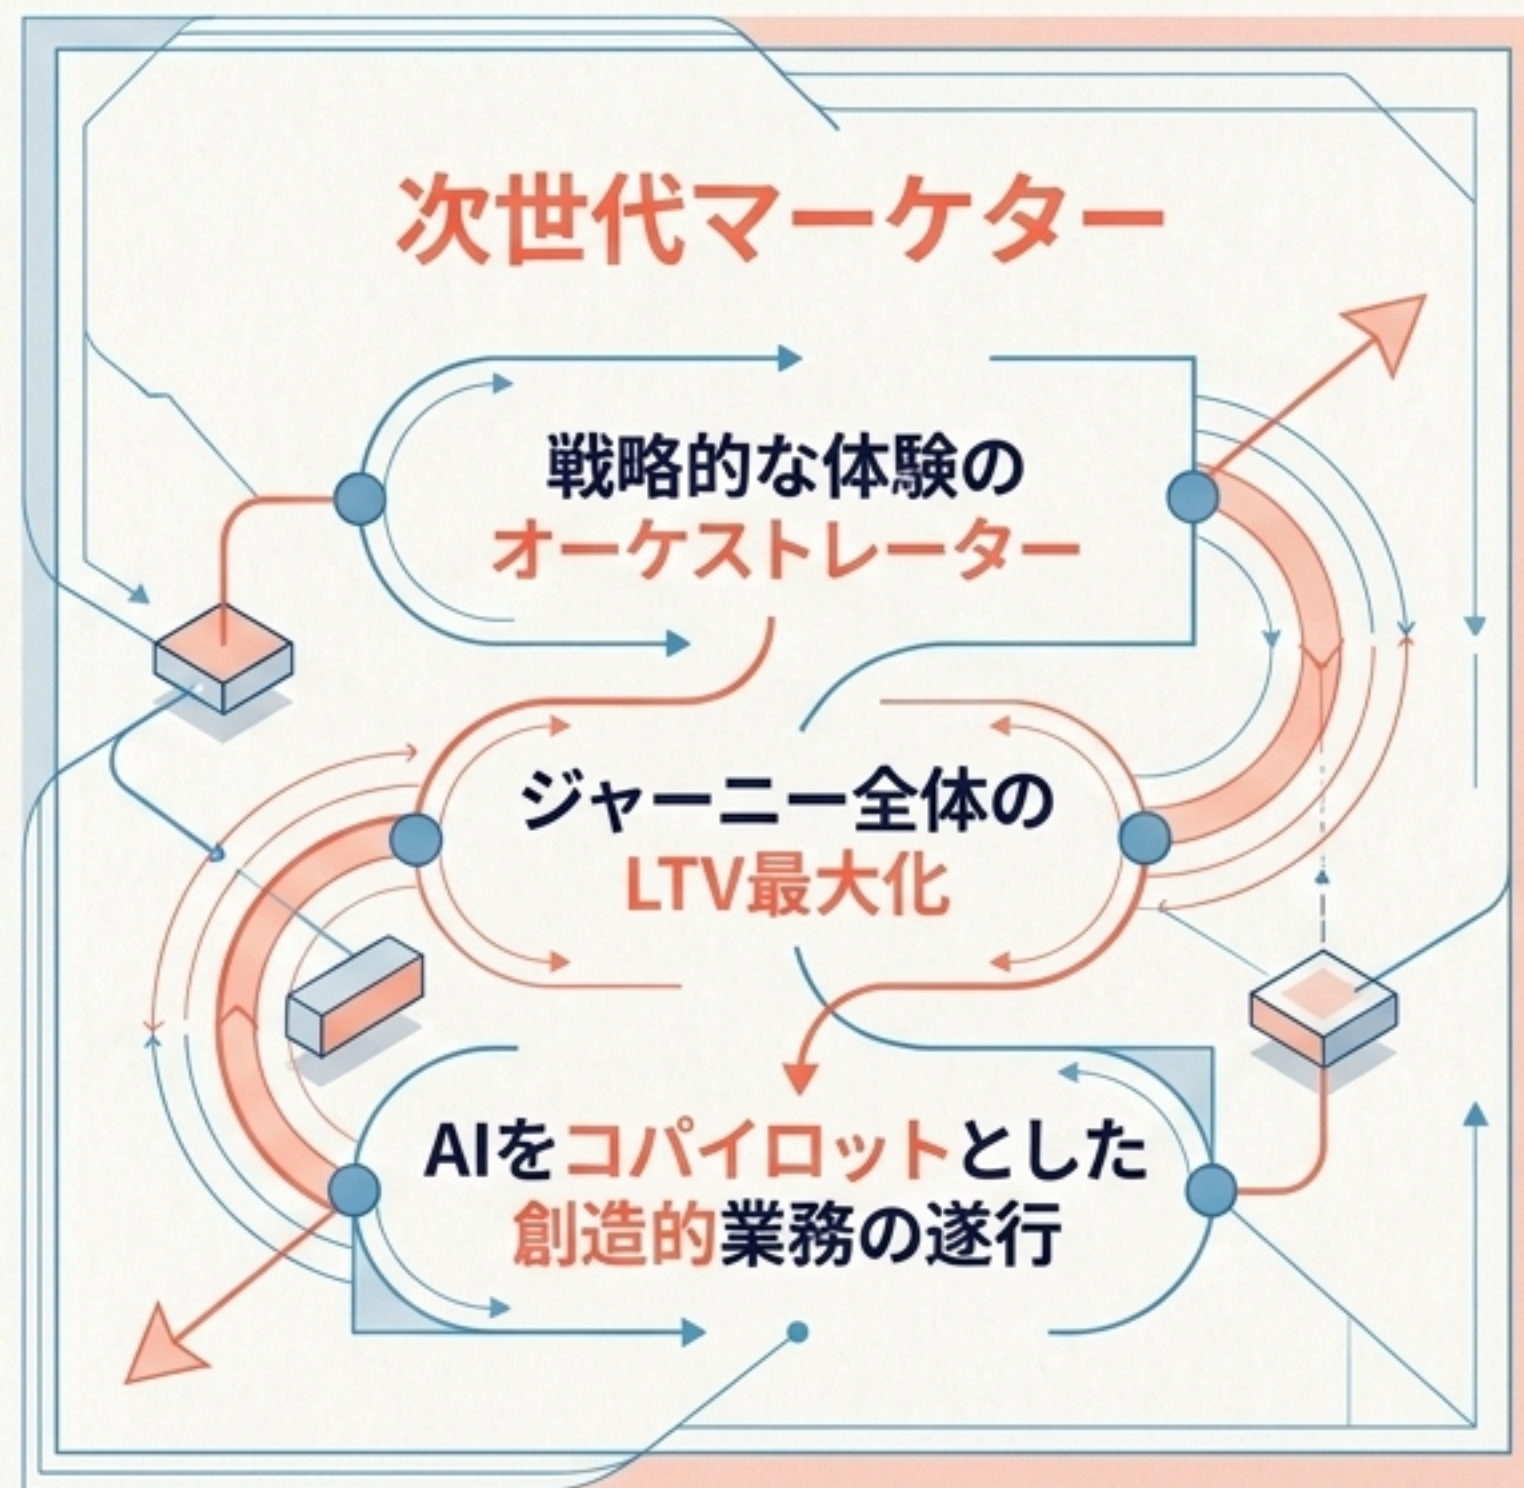 次世代マーケター
戦略的な体験の
オーケストレーター
ジャーニー全体の
LTV最大化
AIをコパイロットとした
創造的業務の遂行